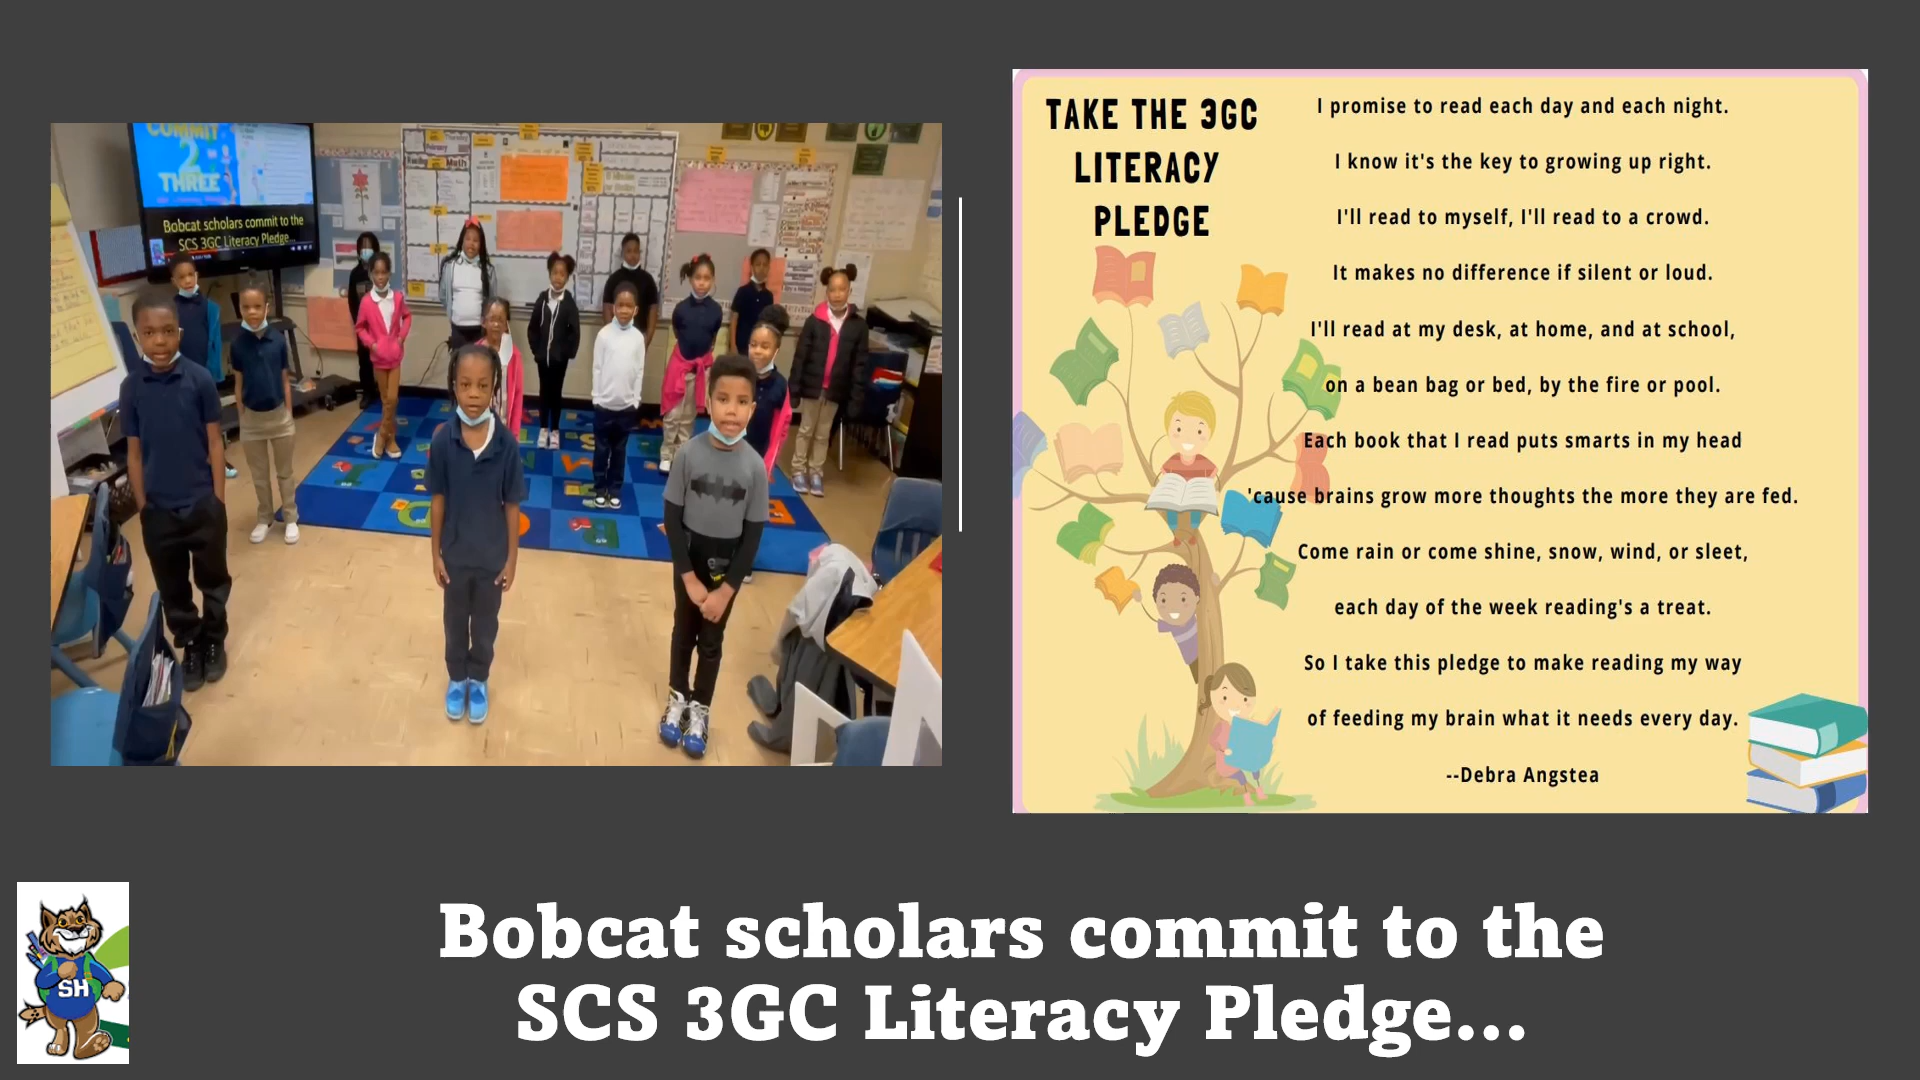 COMMIT
2
THREE
Bobcat scholars commit to the
SCS 3GC Literacy Pledge...
February
Math
TAKE THE 3GC
LITERACY
PLEDGE
I promise to read each day and each night.
I know it's the key to growing up right.
I'll read to myself, I'll read to a crowd.
It makes no difference if silent or loud.
I'll read at my desk, at home, and at school,
on a bean bag or bed, by the fire or pool.
Each book that I read puts smarts in my head
'cause brains grow more thoughts the more they are fed.
Come rain or come shine, snow, wind, or sleet,
each day of the week reading's a treat.
So I take this pledge to make reading my way
of feeding my brain what it needs every day.
--Debra Angstea
SH
Bobcat scholars commit to the
SCS 3GC Literacy Pledge...